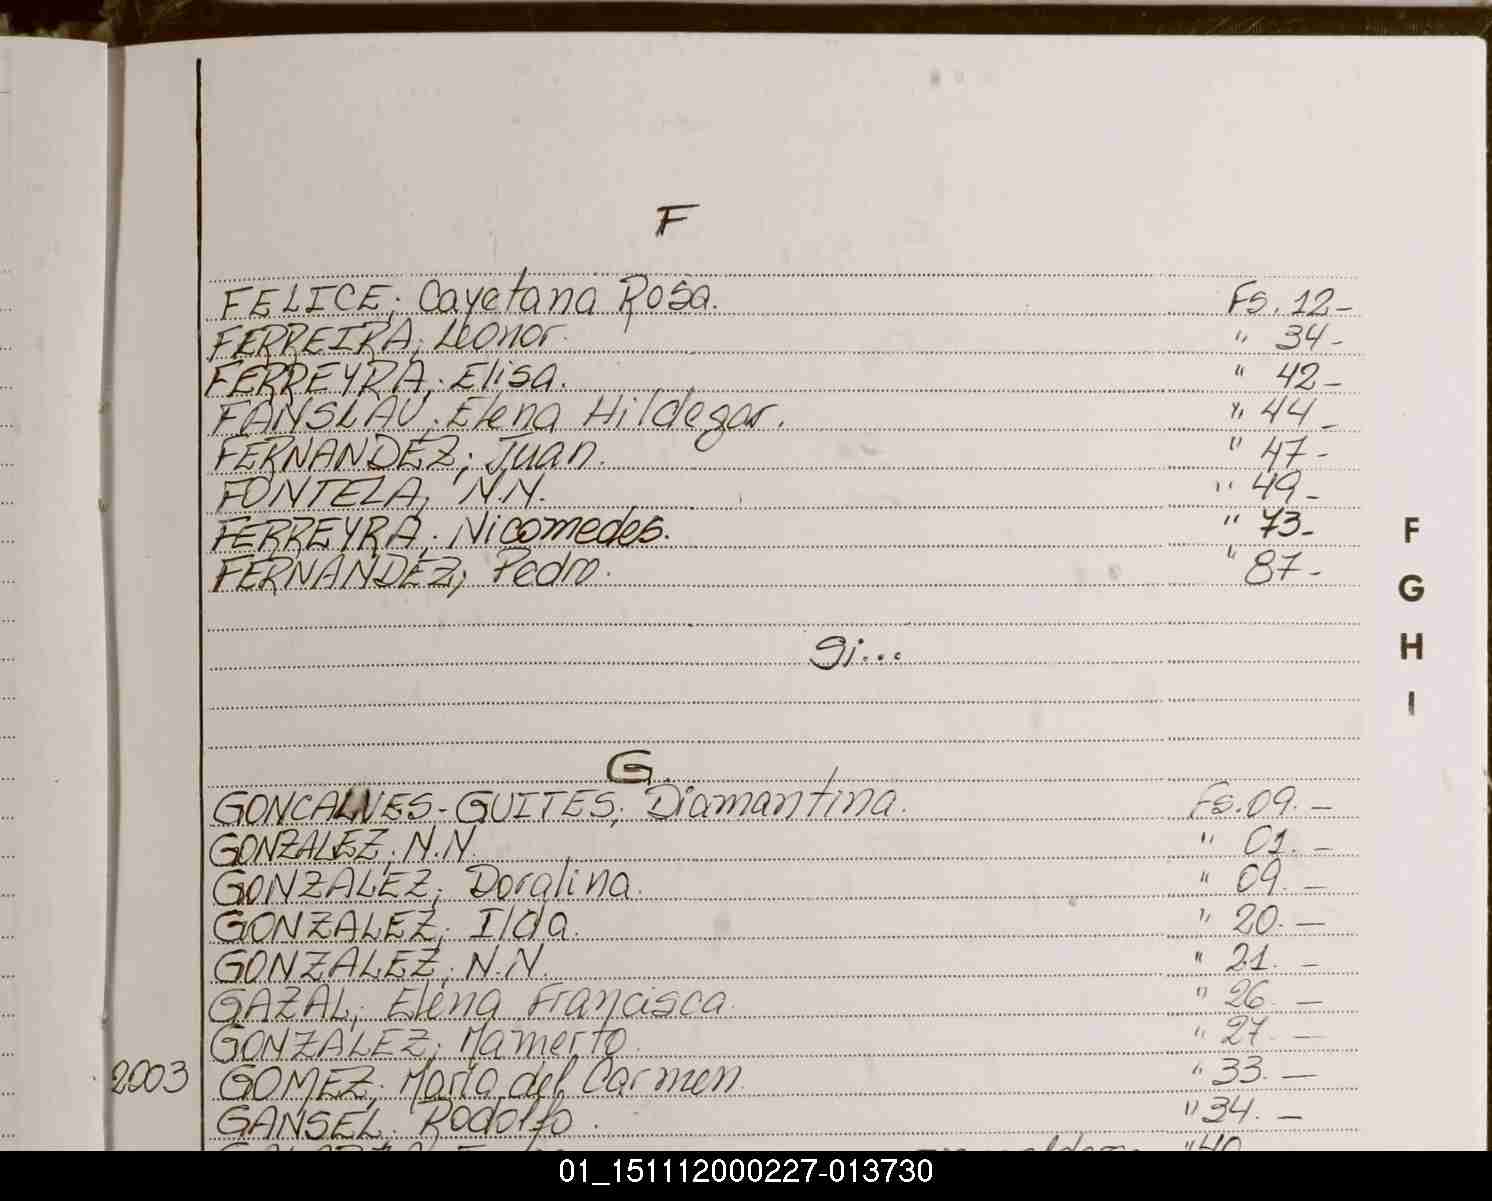 F
FELICE; Cayetana Rosa. Fs. 12-
FERREIRA; Leonor. " 34-
FERREYRA; Elisa. " 42-
FANSLAU; Elena Hildegar. " 44-
FERNANDEZ; Juan. " 47-
FONTELA; N.N. " 49-
FERREYRA; Nicomedes. " 73-
FERNANDEZ; Pedro. " 87-
F
G
H
I
Si...
G.
GONCALVES-GUITES; Diamantina. Fs. 09. -
GONZALEZ; N.N. " 01. -
GONZALEZ; Doralina. " 09. -
GONZALEZ; Ilda. " 20. -
GONZALEZ; N.N. " 21. -
GAZAL; Elena Francisca. " 26. -
GONZALEZ; Mamerto. " 27. -
2003 GOMEZ; Maria del Carmen. " 33. -
GANSEL. Rodolfo. " 34. -
" 40
01_151112000227-013730